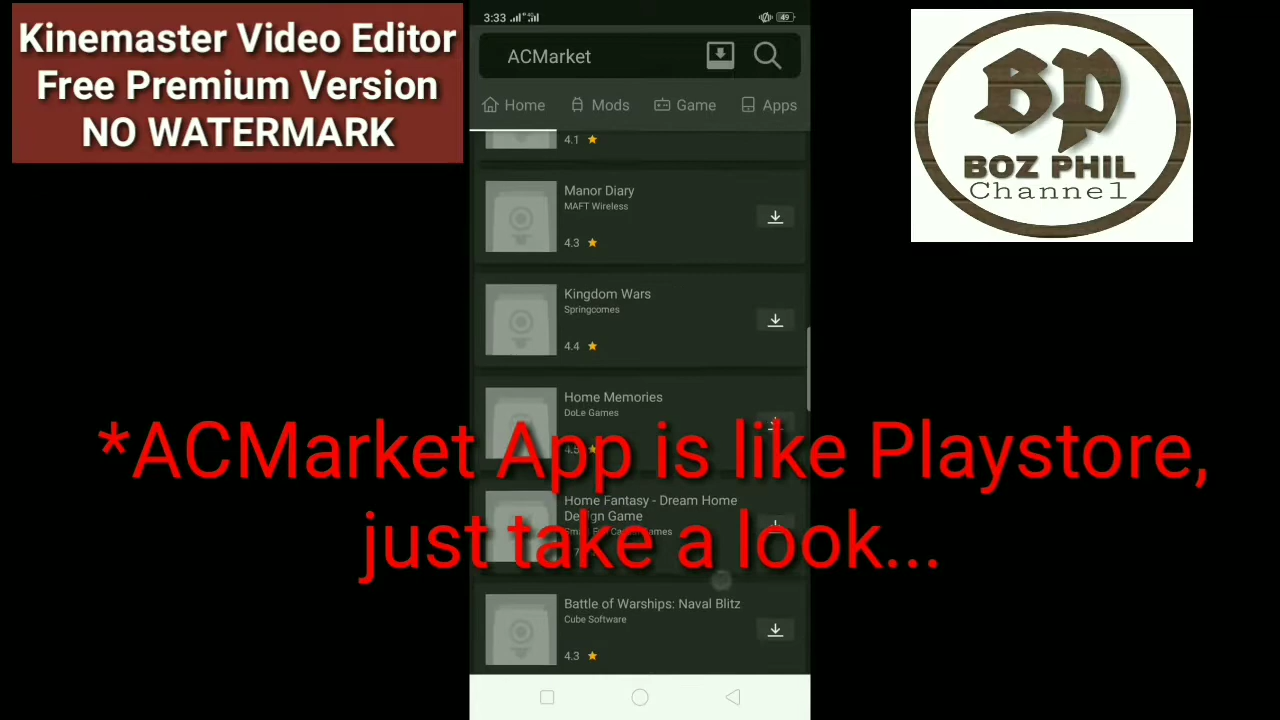 Kinemaster Video Editor
Free Premium Version
NO WATERMARK
3:33
49
ACMarket
Home
Mods
Game
Apps
4.1
Manor Diary
MAFT Wireless
4.3
Kingdom Wars
Springcomes
4.4
Home Memories
DoLe Games
*ACMarket App is like Playstore,
Home Fantasy - Dream Home
Design Game
just take a look...
Battle of Warships: Naval Blitz
Cube Software
4.3
BP
BOZ PHIL
Channel